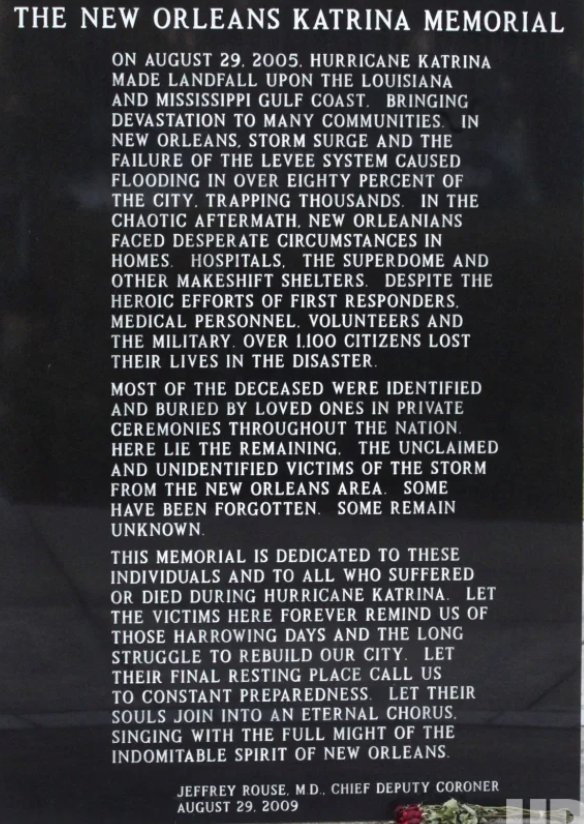 THE NEW ORLEANS KATRINA MEMORIAL
ON AUGUST 29, 2005, HURRICANE KATRINA
MADE LANDFALL UPON THE LOUISIANA
AND MISSISSIPPI GULF COAST, BRINGING
DEVASTATION TO MANY COMMUNITIES. IN
NEW ORLEANS, STORM SURGE AND THE
FAILURE OF THE LEVEE SYSTEM CAUSED
FLOODING IN OVER EIGHTY PERCENT OF
THE CITY, TRAPPING THOUSANDS. IN THE
CHAOTIC AFTERMATH, NEW ORLEANIANS
FACED DESPERATE CIRCUMSTANCES IN
HOMES, HOSPITALS, THE SUPERDOME AND
OTHER MAKESHIFT SHELTERS. DESPITE THE
HEROIC EFFORTS OF FIRST RESPONDERS,
MEDICAL PERSONNEL, VOLUNTEERS AND
THE MILITARY, OVER 1,100 CITIZENS LOST
THEIR LIVES IN THE DISASTER.
MOST OF THE DECEASED WERE IDENTIFIED
AND BURIED BY LOVED ONES IN PRIVATE
CEREMONIES THROUGHOUT THE NATION.
HERE LIE THE REMAINING, THE UNCLAIMED
AND UNIDENTIFIED VICTIMS OF THE STORM
FROM THE NEW ORLEANS AREA. SOME
HAVE BEEN FORGOTTEN. SOME REMAIN
UNKNOWN.
THIS MEMORIAL IS DEDICATED TO THESE
INDIVIDUALS AND TO ALL WHO SUFFERED
OR DIED DURING HURRICANE KATRINA. LET
THE VICTIMS HERE FOREVER REMIND US OF
THOSE HARROWING DAYS AND THE LONG
STRUGGLE TO REBUILD OUR CITY. LET
THEIR FINAL RESTING PLACE CALL US
TO CONSTANT PREPAREDNESS. LET THEIR
SOULS JOIN INTO AN ETERNAL CHORUS,
SINGING WITH THE FULL MIGHT OF THE
INDOMITABLE SPIRIT OF NEW ORLEANS.
JEFFREY ROUSE, M.D., CHIEF DEPUTY CORONER
AUGUST 29, 2009